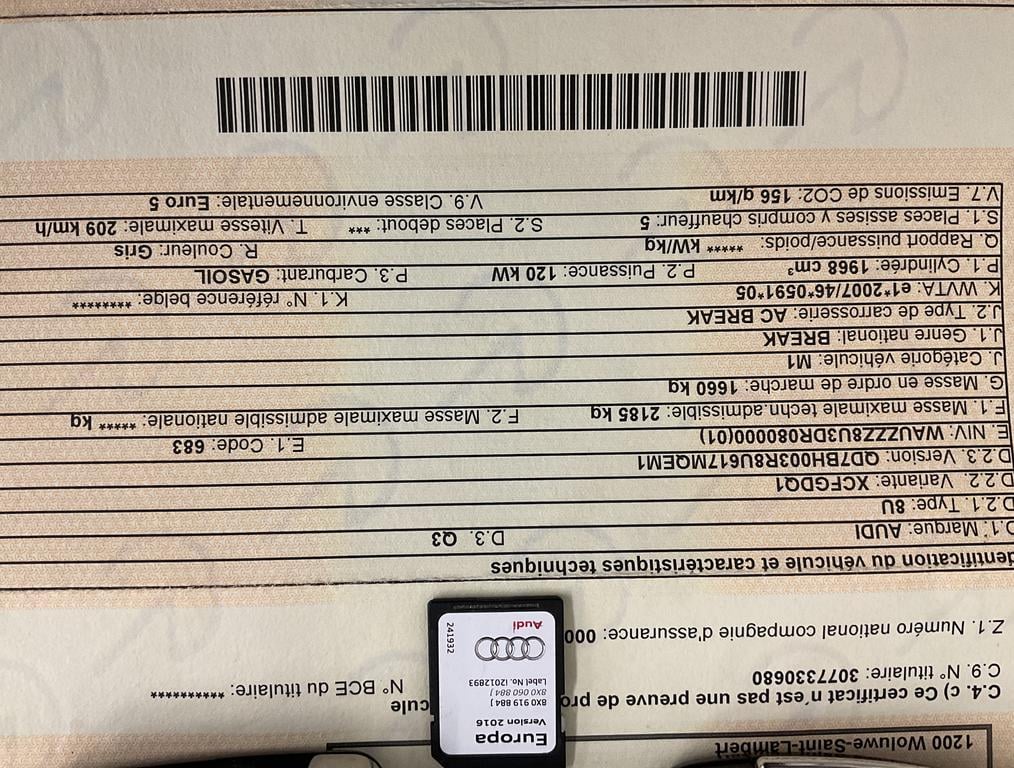 1200 Woluwe-Saint-Lambert
C.4. c) Ce certificat n'est pas une preuve de pro
cule
C.9. N° titulaire: 3077330680
N° BCE du titulaire: **********
Z.1. Numéro national compagnie d'assurance: 000
Europa
Version 2016
8X0 919 884 J
8X0 060 884 J
Label No. I2012893
Audi
241932
dentification du véhicule et caractéristiques techniques
D.1. Marque: AUDI
D.3. Q3
D.2.1. Type: 8U
D.2.2. Variante: XCFGDQ1
D.2.3. Version: QD7BH003R8U617MQEM1
E. NIV: WAUZZZ8U3DR080000(01)
E.1. Code: 683
F.1. Masse maximale techn.admissible: 2185 kg
F.2. Masse maximale admissible nationale: ***** kg
G. Masse en ordre de marche: 1660 kg
J. Catégorie véhicule: M1
J.1. Genre national: BREAK
J.2. Type de carrosserie: AC BREAK
K. WVTA: e1*2007/46*0591*05
K.1. N° référence belge: ********
P.1. Cylindrée: 1968 cm³
P.2. Puissance: 120 kW
P.3. Carburant: GASOIL
Q. Rapport puissance/poids: ***** kW/kg
R. Couleur: Gris
S.1. Places assises y compris chauffeur: 5
S.2. Places debout: ***
T. Vitesse maximale: 209 km/h
V.7. Emissions de CO2: 156 g/km
V.9. Classe environnementale: Euro 5